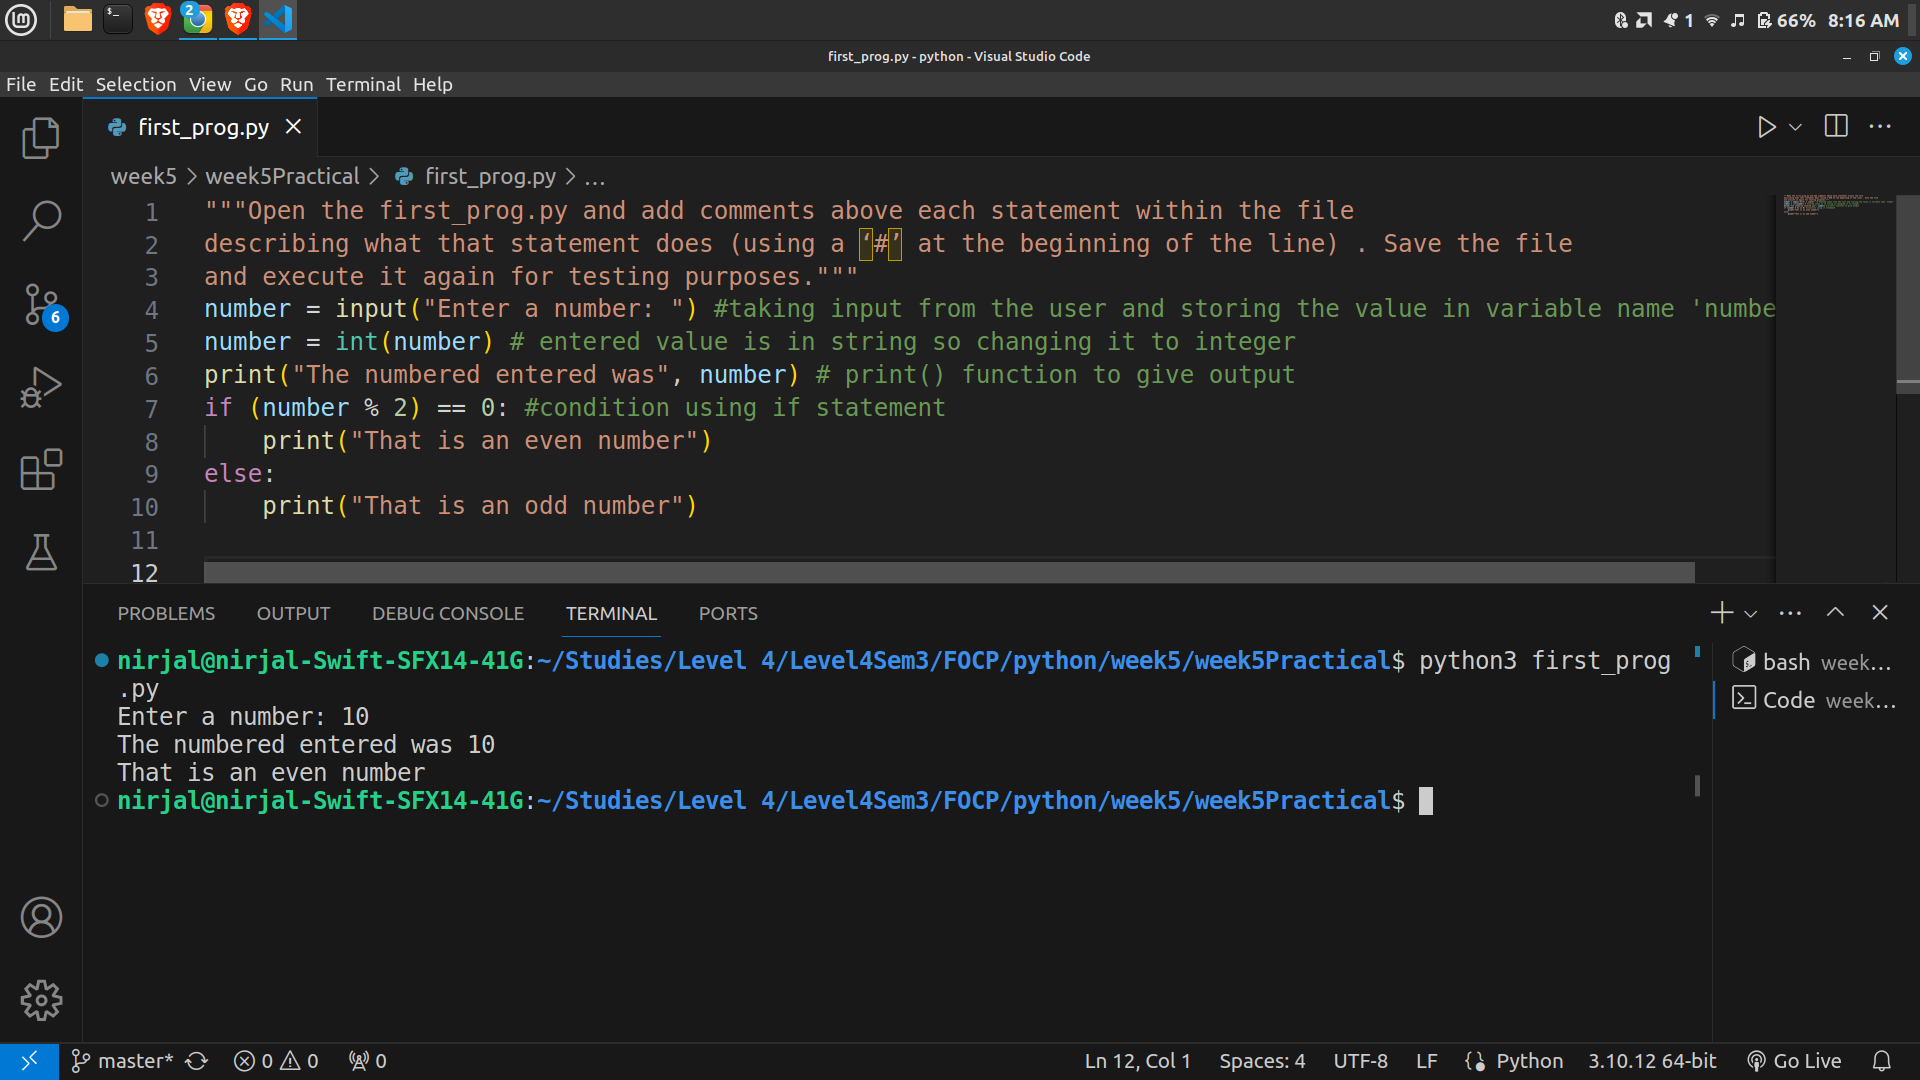 2
1
66%
8:16 AM
first_prog.py - python - Visual Studio Code
File Edit Selection View Go Run Terminal Help
first_prog.py
week5 > week5Practical > first_prog.py > ...
1 """Open the first_prog.py and add comments above each statement within the file
2 describing what that statement does (using a ‘#’ at the beginning of the line) . Save the file
3 and execute it again for testing purposes."""
4 number = input("Enter a number: ") #taking input from the user and storing the value in variable name 'numbe
5 number = int(number) # entered value is in string so changing it to integer
6 print("The numbered entered was", number) # print() function to give output
7 if (number % 2) == 0: #condition using if statement
8 print("That is an even number")
9 else:
10 print("That is an odd number")
11
12
6
PROBLEMS OUTPUT DEBUG CONSOLE TERMINAL PORTS
nirjal@nirjal-Swift-SFX14-41G:~/Studies/Level 4/Level4Sem3/FOCP/python/week5/week5Practical$ python3 first_prog
.py
Enter a number: 10
The numbered entered was 10
That is an even number
nirjal@nirjal-Swift-SFX14-41G:~/Studies/Level 4/Level4Sem3/FOCP/python/week5/week5Practical$
bash week...
Code week...
master* 0 0 0 Ln 12, Col 1 Spaces: 4 UTF-8 LF {} Python 3.10.12 64-bit Go Live